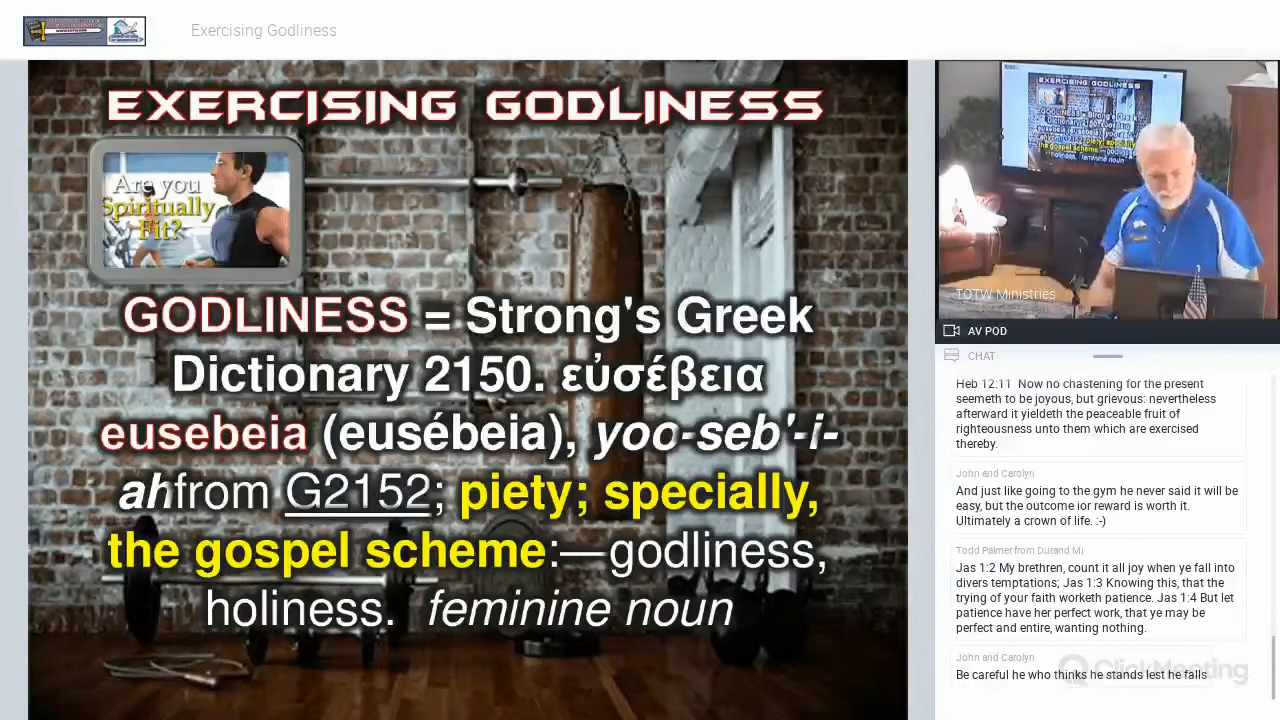 Exercising Godliness
EXERCISING GODLINESS
Are you
Spiritually
Fit?
GODLINESS = Strong's Greek
Dictionary 2150. εὐσέβεια
eusebeia (eusébeia), yoo-seb'-i-
ahfrom G2152; piety; specially,
the gospel scheme:—godliness,
holiness. feminine noun
TOTW Ministries
AV POD
CHAT
Heb 12:11 Now no chastening for the present
seemeth to be joyous, but grievous: nevertheless
afterward it yieldeth the peaceable fruit of
righteousness unto them which are exercised
thereby.
John and Carolyn
And just like going to the gym he never said it will be
easy, but the outcome ior reward is worth it.
Ultimately a crown of life. :-)
Todd Palmer from Durand MI
Jas 1:2 My brethren, count it all joy when ye fall into
divers temptations; Jas 1:3 Knowing this, that the
trying of your faith worketh patience. Jas 1:4 But let
patience have her perfect work, that ye may be
perfect and entire, wanting nothing.
John and Carolyn
Be careful he who thinks he stands lest he falls
ClickMeeting